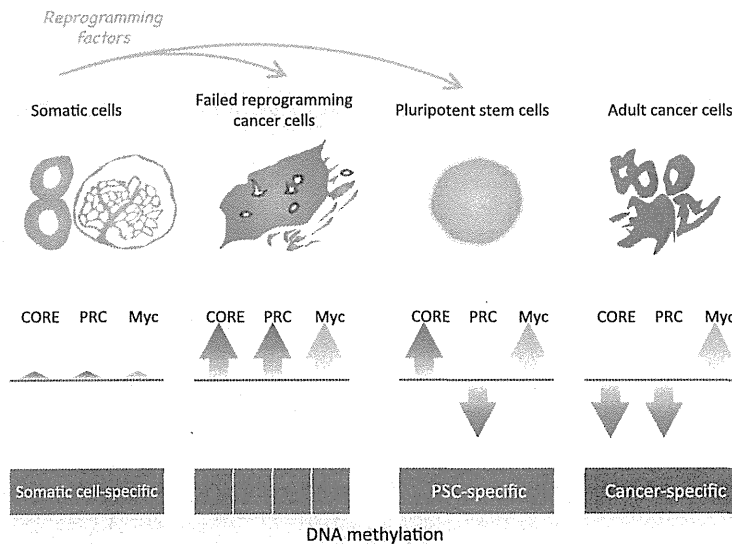 Reprogramming
factors
Somatic cells
Failed reprogramming
cancer cells
Pluripotent stem cells
Adult cancer cells
CORE PRC Myc
CORE PRC Myc
CORE PRC Myc
CORE PRC Myc
Somatic cell-specific
PSC-specific
Cancer-specific
DNA methylation